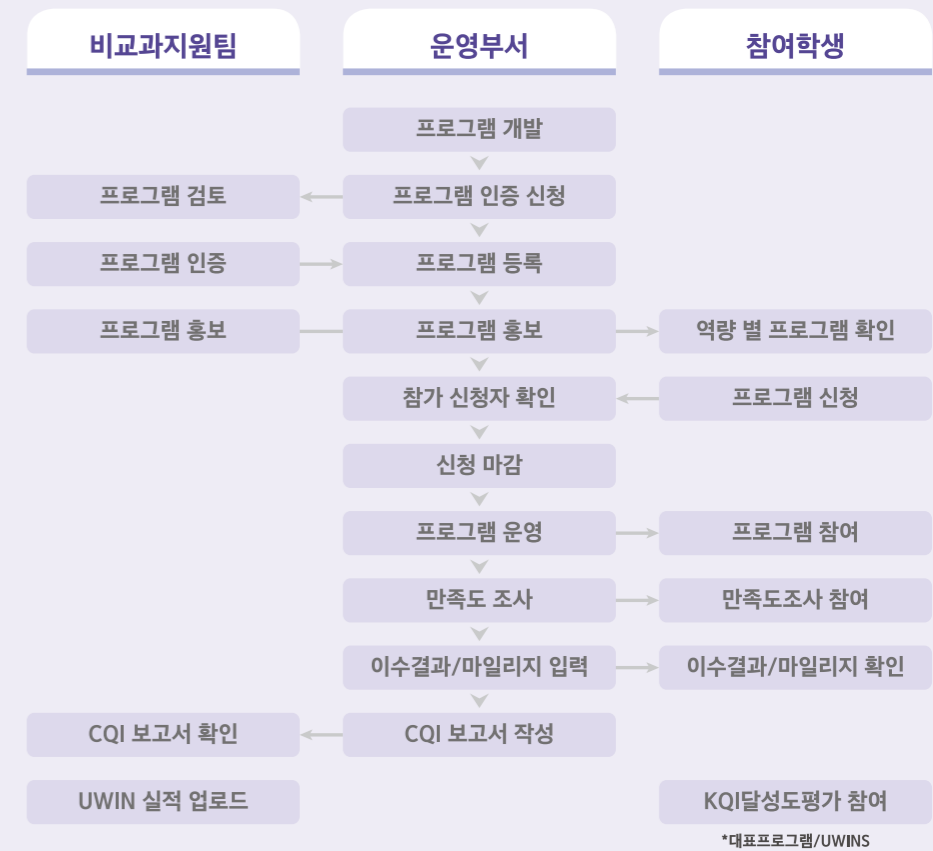 비교과지원팀 운영부서 참여학생
프로그램 개발
프로그램 검토 프로그램 인증 신청
프로그램 인증 프로그램 등록
프로그램 홍보 프로그램 홍보 역량 별 프로그램 확인
참가 신청자 확인 프로그램 신청
신청 마감
프로그램 운영 프로그램 참여
만족도 조사 만족도조사 참여
이수결과/마일리지 입력 이수결과/마일리지 확인
CQI 보고서 확인 CQI 보고서 작성
UWIN 실적 업로드 KQI달성도평가 참여
*대표프로그램/UWINS